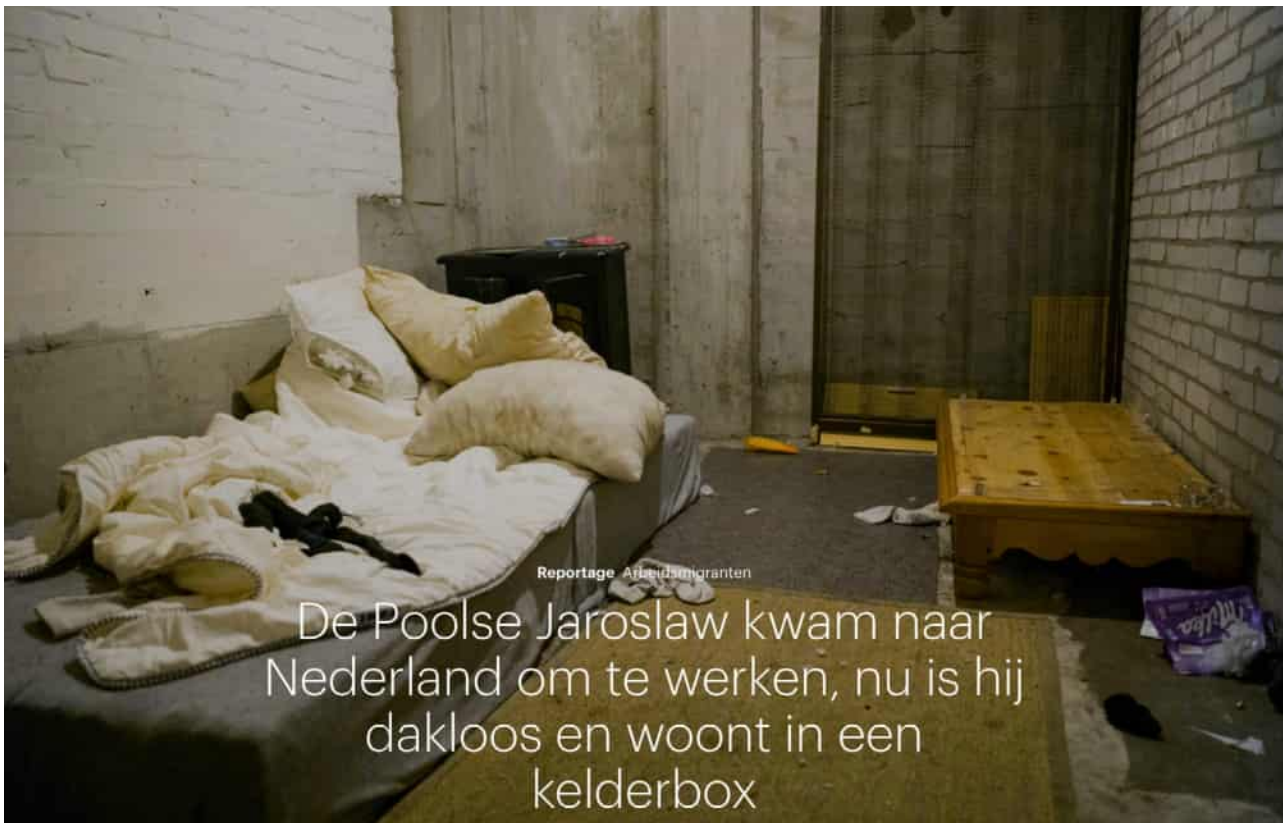 Reportage Arbeidsmigranten
De Poolse Jaroslaw kwam naar
Nederland om te werken, nu is hij
dakloos en woont in een
kelderbox
Milka